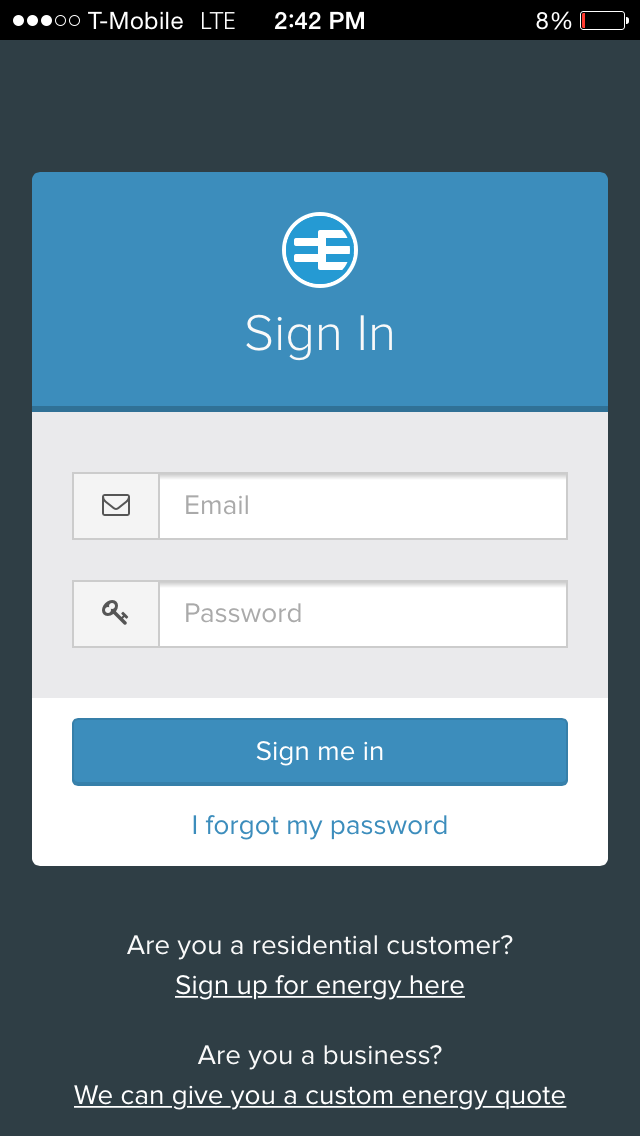 T-Mobile LTE 2:42 PM 8%
Sign In
Email
Password
Sign me in
I forgot my password
Are you a residential customer?
Sign up for energy here
Are you a business?
We can give you a custom energy quote